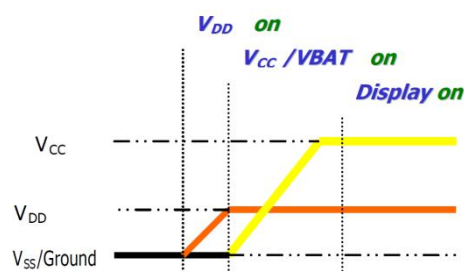 VDD on
VCC /VBAT on
Display on
VCC
VDD
VSS/Ground